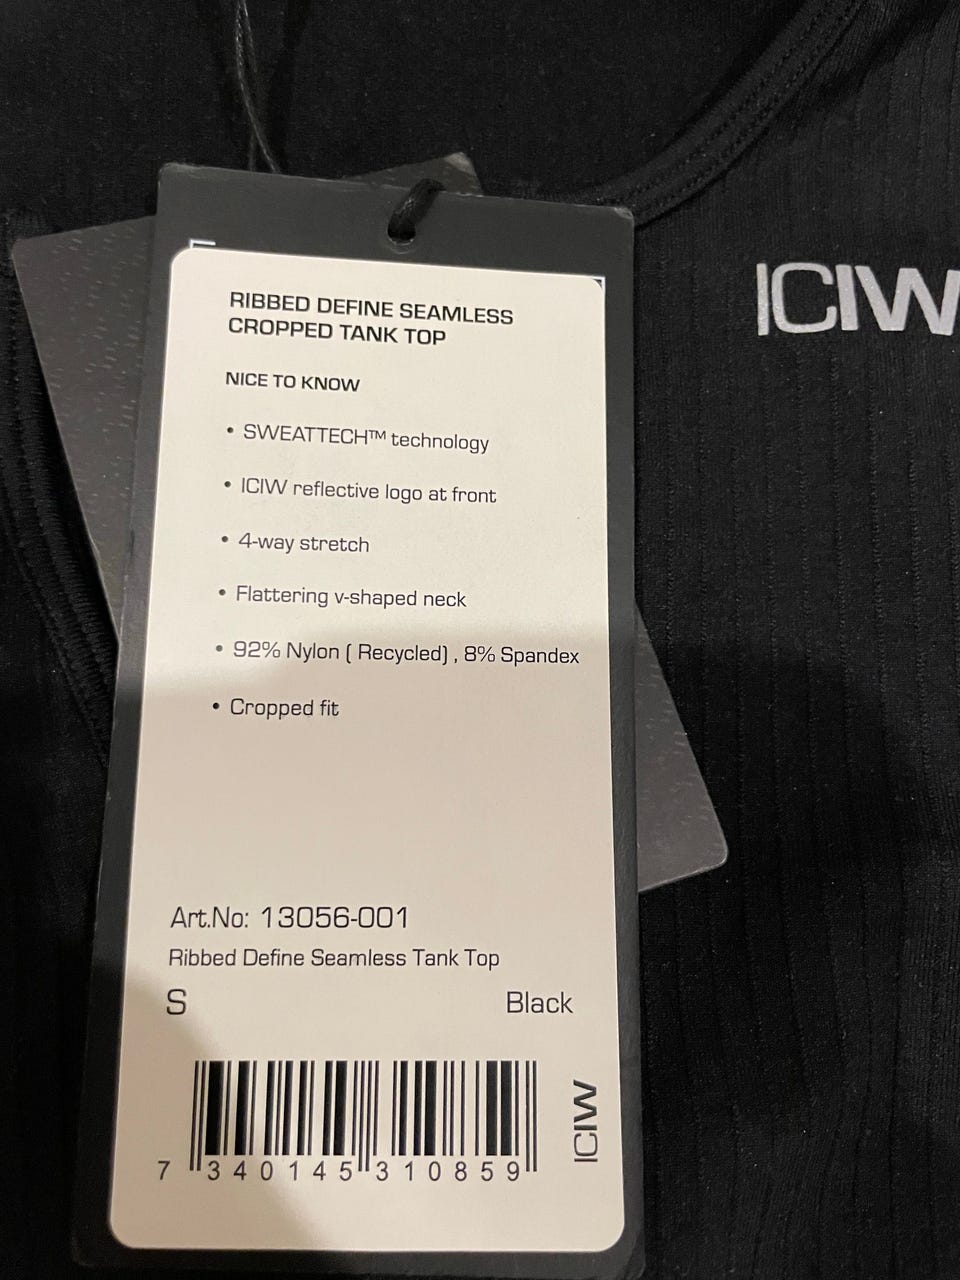 RIBBED DEFINE SEAMLESS
CROPPED TANK TOP
NICE TO KNOW
• SWEATTECH™ technology
• ICIW reflective logo at front
• 4-way stretch
• Flattering v-shaped neck
• 92% Nylon ( Recycled) , 8% Spandex
• Cropped fit
Art.No: 13056-001
Ribbed Define Seamless Tank Top
S Black
7 340145 310859
ICIW
ICIW